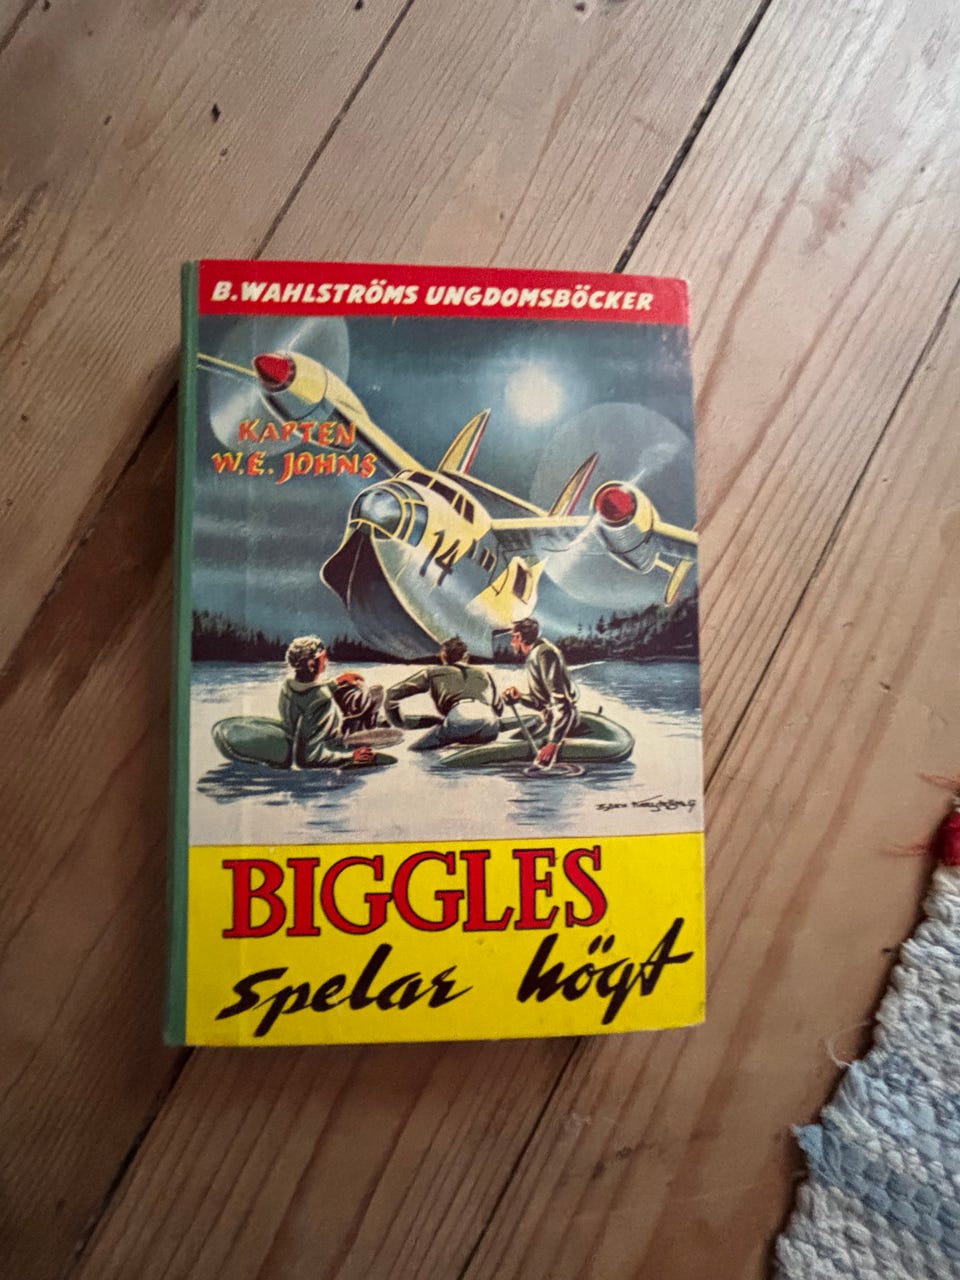 B.WAHLSTRÖMS UNGDOMSBÖCKER
KAPTEN
W.E. JOHNS
14
BIGGLES
spelar högt